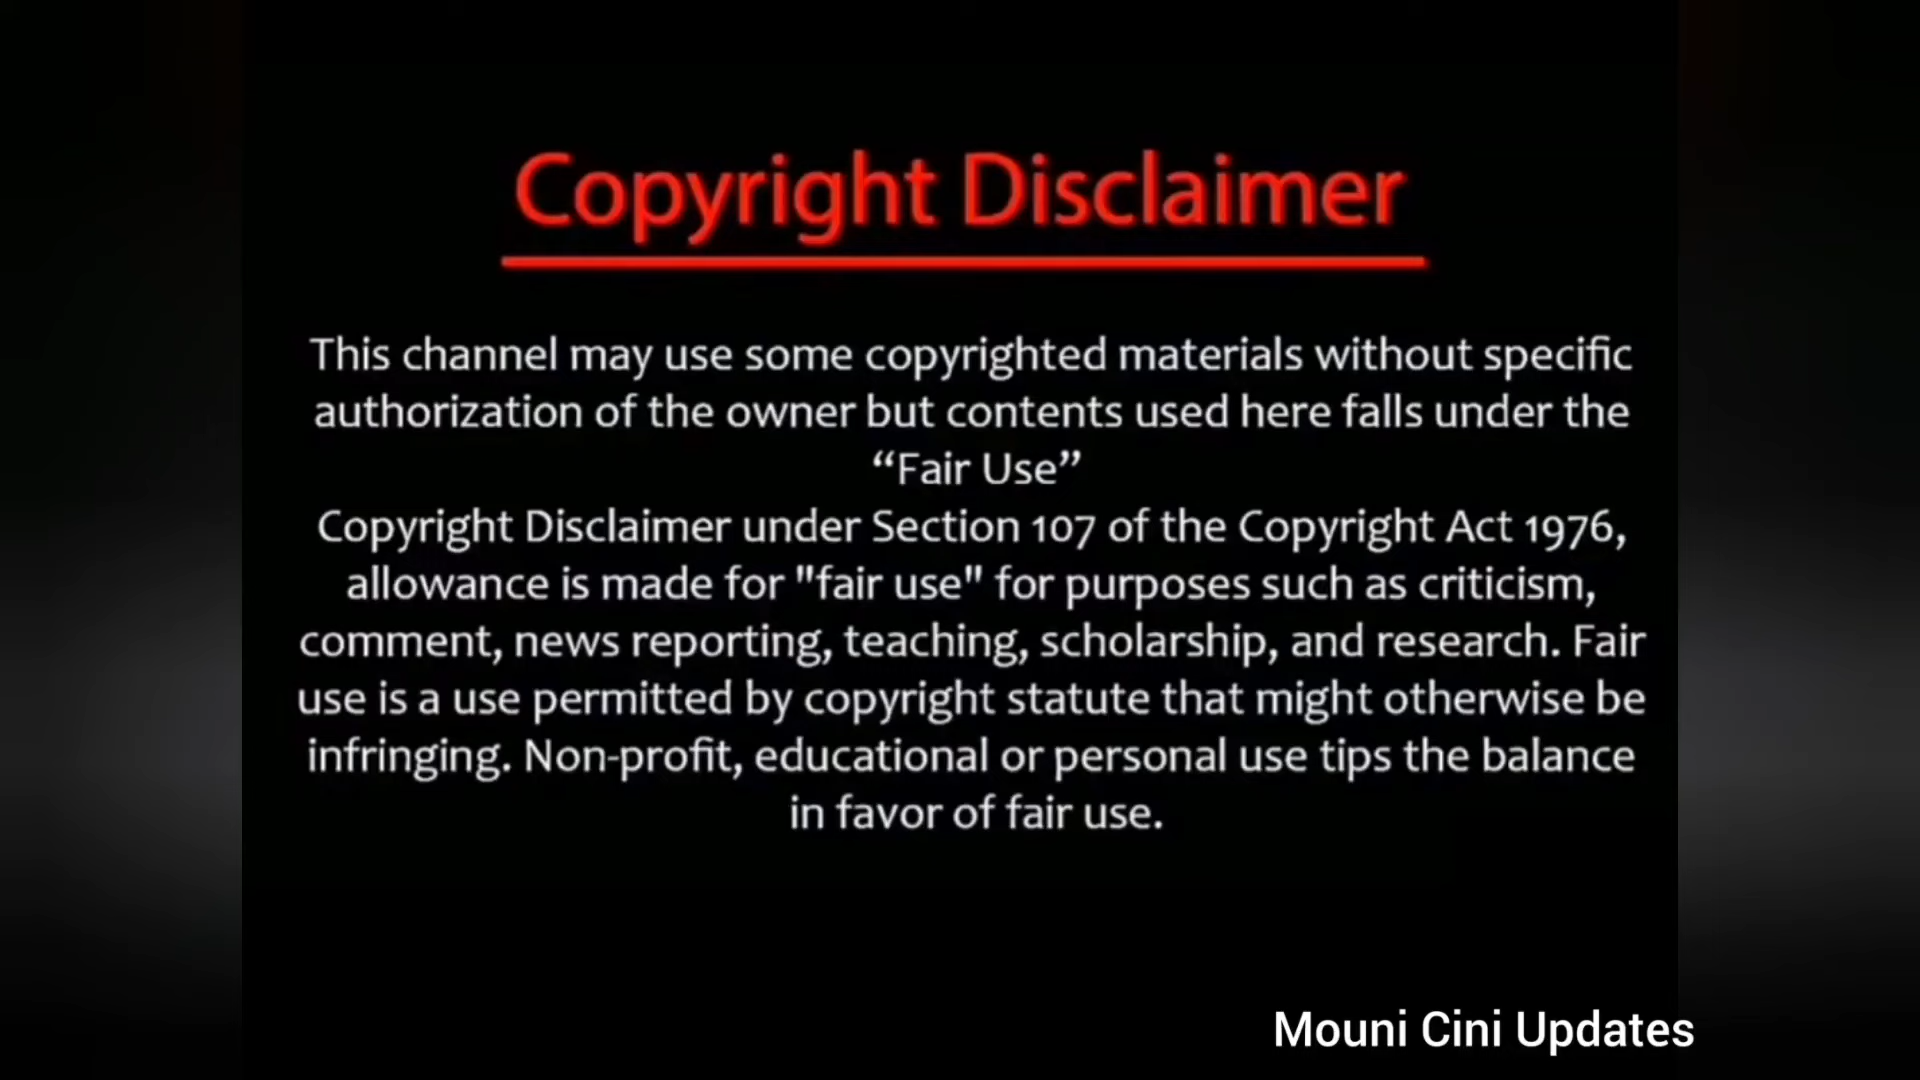 Copyright Disclaimer
This channel may use some copyrighted materials without specific
authorization of the owner but contents used here falls under the
“Fair Use”
Copyright Disclaimer under Section 107 of the Copyright Act 1976,
allowance is made for "fair use" for purposes such as criticism,
comment, news reporting, teaching, scholarship, and research. Fair
use is a use permitted by copyright statute that might otherwise be
infringing. Non-profit, educational or personal use tips the balance
in favor of fair use.
Mouni Cini Updates